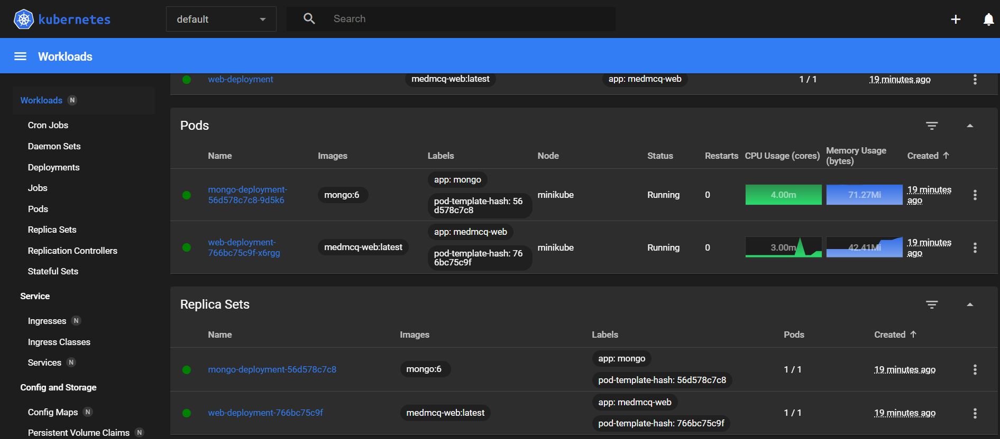 kubernetes
default
Search
Workloads
web-deployment medmcq-web:latest app: medmcq-web 1 / 1 19 minutes ago
Workloads N
Cron Jobs
Daemon Sets
Deployments
Jobs
Pods
Replica Sets
Replication Controllers
Stateful Sets
Service
Ingresses N
Ingress Classes
Services N
Config and Storage
Config Maps N
Persistent Volume Claims N
Pods
Name Images Labels Node Status Restarts CPU Usage (cores) Memory Usage
(bytes) Created
mongo-deployment-
56d578c7c8-9d5k6
mongo:6
app: mongo
pod-template-hash: 56
d578c7c8
minikube Running 0 4.00m 71.27Mi 19 minutes
ago
web-deployment-
766bc75c9f-x6rgg
medmcq-web:latest
app: medmcq-web
pod-template-hash: 76
6bc75c9f
minikube Running 0 3.00m 42.41Mi 19 minutes
ago
Replica Sets
Name Images Labels Pods Created
mongo-deployment-56d578c7c8 mongo:6
app: mongo
pod-template-hash: 56d578c7c8
1 / 1 19 minutes ago
web-deployment-766bc75c9f medmcq-web:latest
app: medmcq-web
pod-template-hash: 766bc75c9f
1 / 1 19 minutes ago